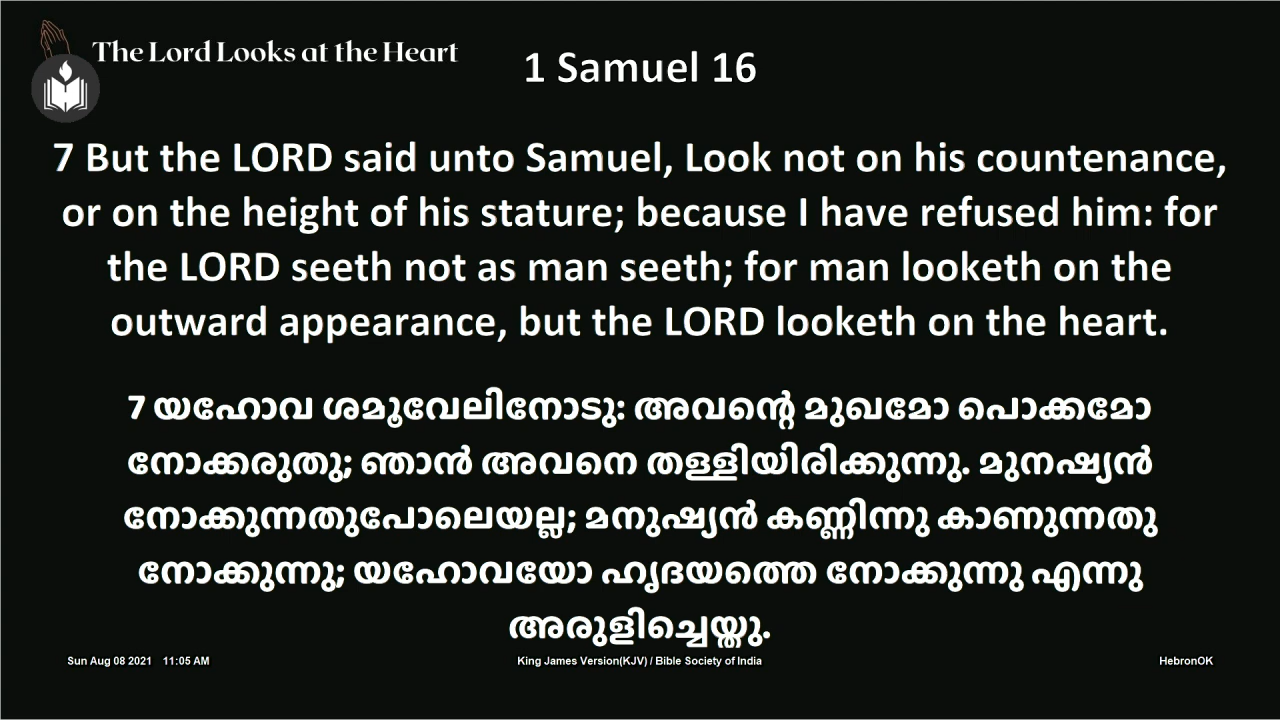 The Lord Looks at the Heart
1 Samuel 16
7 But the LORD said unto Samuel, Look not on his countenance,
or on the height of his stature; because I have refused him: for
the LORD seeth not as man seeth; for man looketh on the
outward appearance, but the LORD looketh on the heart.
7 യഹോവ ശമൂവേലിനോടു: അവന്റെ മുഖമോ പൊക്കമോ
നോക്കരുതു; ഞാൻ അവനെ തള്ളിയിരിക്കുന്നു. മുനഷ്യൻ
നോക്കുന്നതുപോലെയല്ല; മനുഷ്യൻ കണ്ണിന്നു കാണുന്നതു
നോക്കുന്നു; യഹോവയോ ഹൃദയത്തെ നോക്കുന്നു എന്നു
അരുളിച്ചെയ്തു.
Sun Aug 08 2021 11:05 AM King James Version(KJV) / Bible Society of India HebronOK